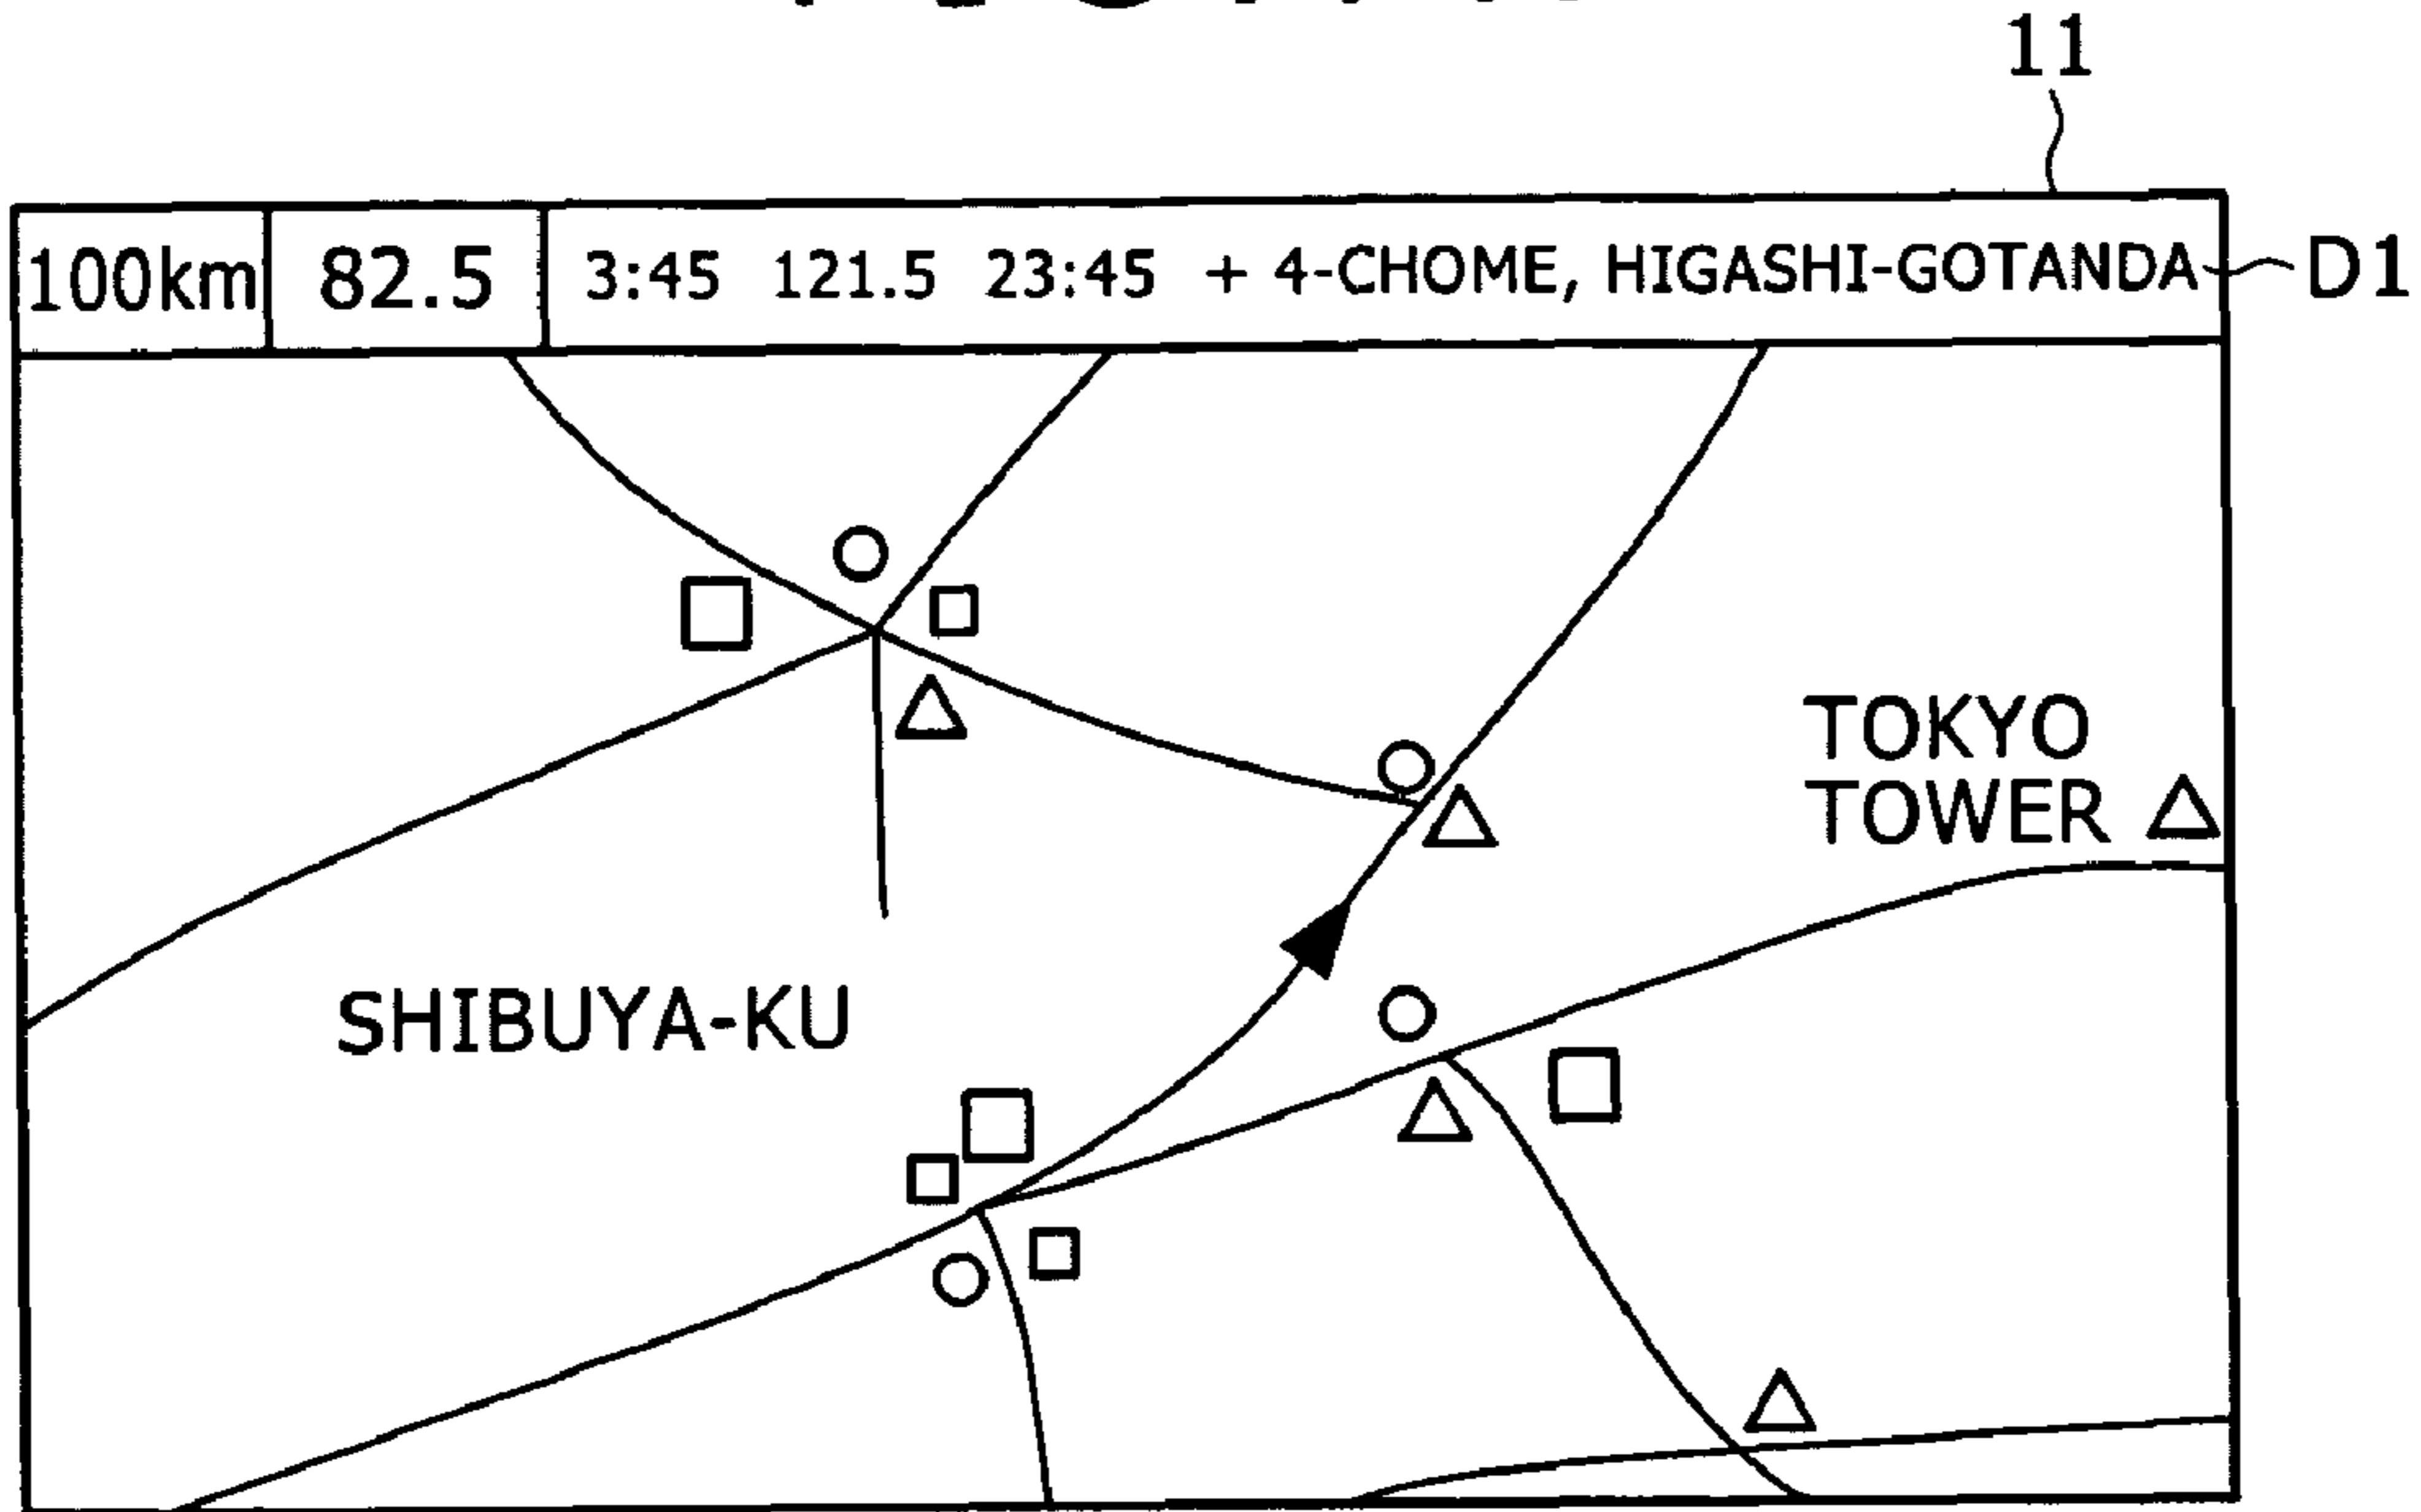 11
100km 82.5 3:45 121.5 23:45 + 4-CHOME, HIGASHI-GOTANDA D1
TOKYO
TOWER
SHIBUYA-KU